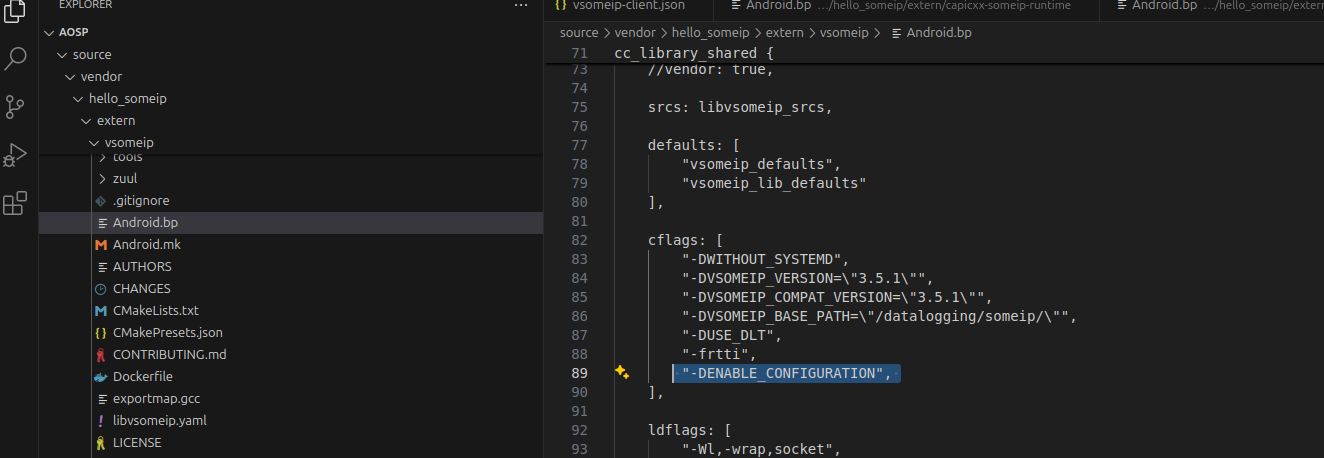 EXPLORER
AOSP
source
vendor
hello_someip
extern
vsomeip
tools
zuul
.gitignore
Android.bp
Android.mk
AUTHORS
CHANGES
CMakeLists.txt
CMakePresets.json
CONTRIBUTING.md
Dockerfile
exportmap.gcc
libvsomeip.yaml
LICENSE
vsomeip-client.json
Android.bp .../hello_someip/extern/capicxx-someip-runtime
Android.bp .../hello_someip/exter
source > vendor > hello_someip > extern > vsomeip > Android.bp
71 cc_library_shared {
73 //vendor: true,
74
75 srcs: libvsomeip_srcs,
76
77 defaults: [
78 "vsomeip_defaults",
79 "vsomeip_lib_defaults"
80 ],
81
82 cflags: [
83 "-DWITHOUT_SYSTEMD",
84 "-DVSOMEIP_VERSION=\"3.5.1\"",
85 "-DVSOMEIP_COMPAT_VERSION=\"3.5.1\"",
86 "-DVSOMEIP_BASE_PATH=\"/datalogging/someip/\"",
87 "-DUSE_DLT",
88 "-frtti",
89 "-DENABLE_CONFIGURATION",
90 ],
91
92 ldflags: [
93 "-Wl,-wrap,socket",